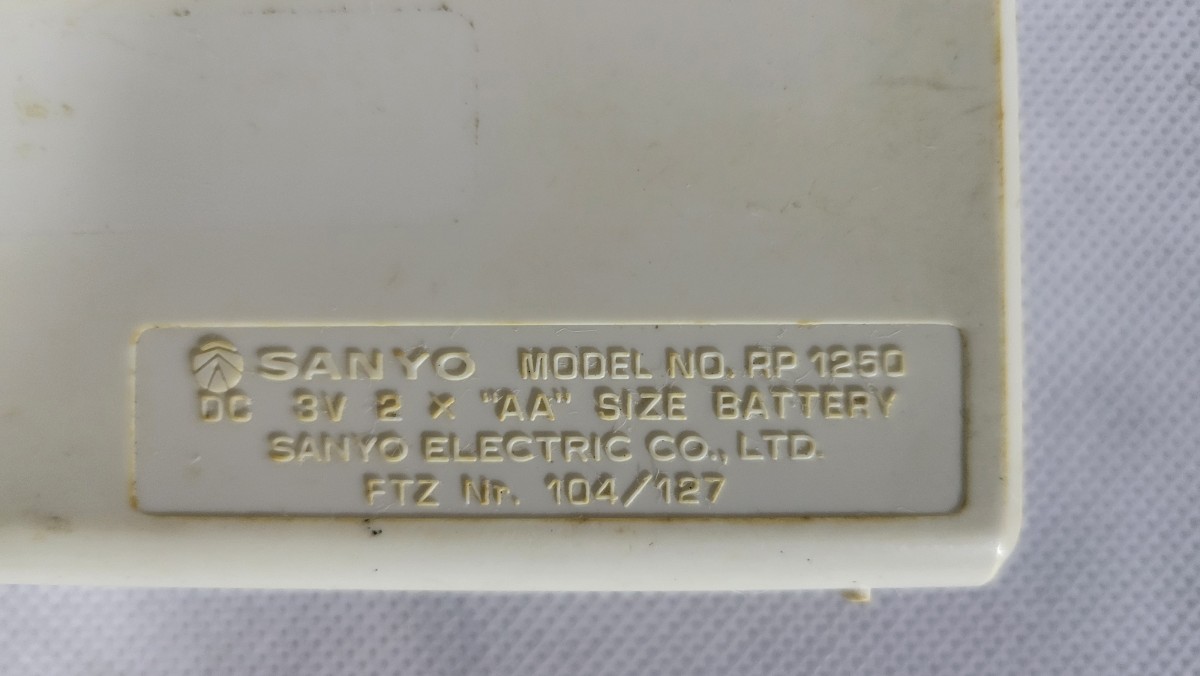 SANYO MODEL NO. RP 1250
DC 3V 2 X "AA" SIZE BATTERY
SANYO ELECTRIC CO., LTD.
FTZ Nr. 104/127